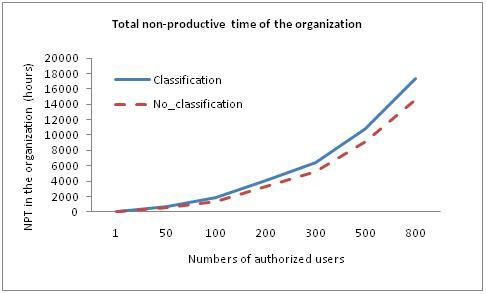 Total non-productive time of the organization
NPT in the organization (hours)
20000
18000
16000
14000
12000
10000
8000
6000
4000
2000
0
Classification
No_classification
1 50 100 200 300 500 800
Numbers of authorized users